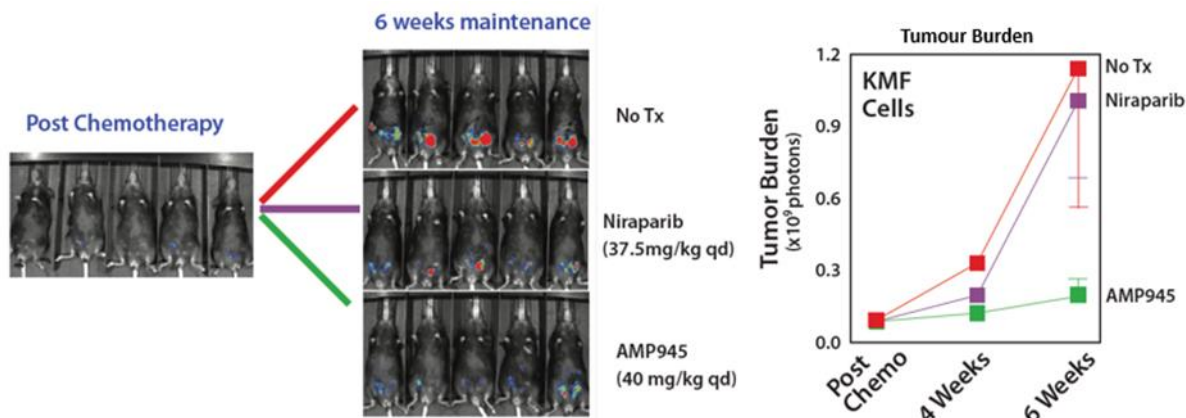 6 weeks maintenance
Post Chemotherapy
No Tx
Niraparib
(37.5mg/kg qd)
AMP945
(40 mg/kg qd)
Tumour Burden
KMF
Cells
Tumor Burden
(x10⁹photons)
1.2
0.9
0.6
0.3
0.0
No Tx
Niraparib
AMP945
Post
Chemo
4 Weeks
6 Weeks